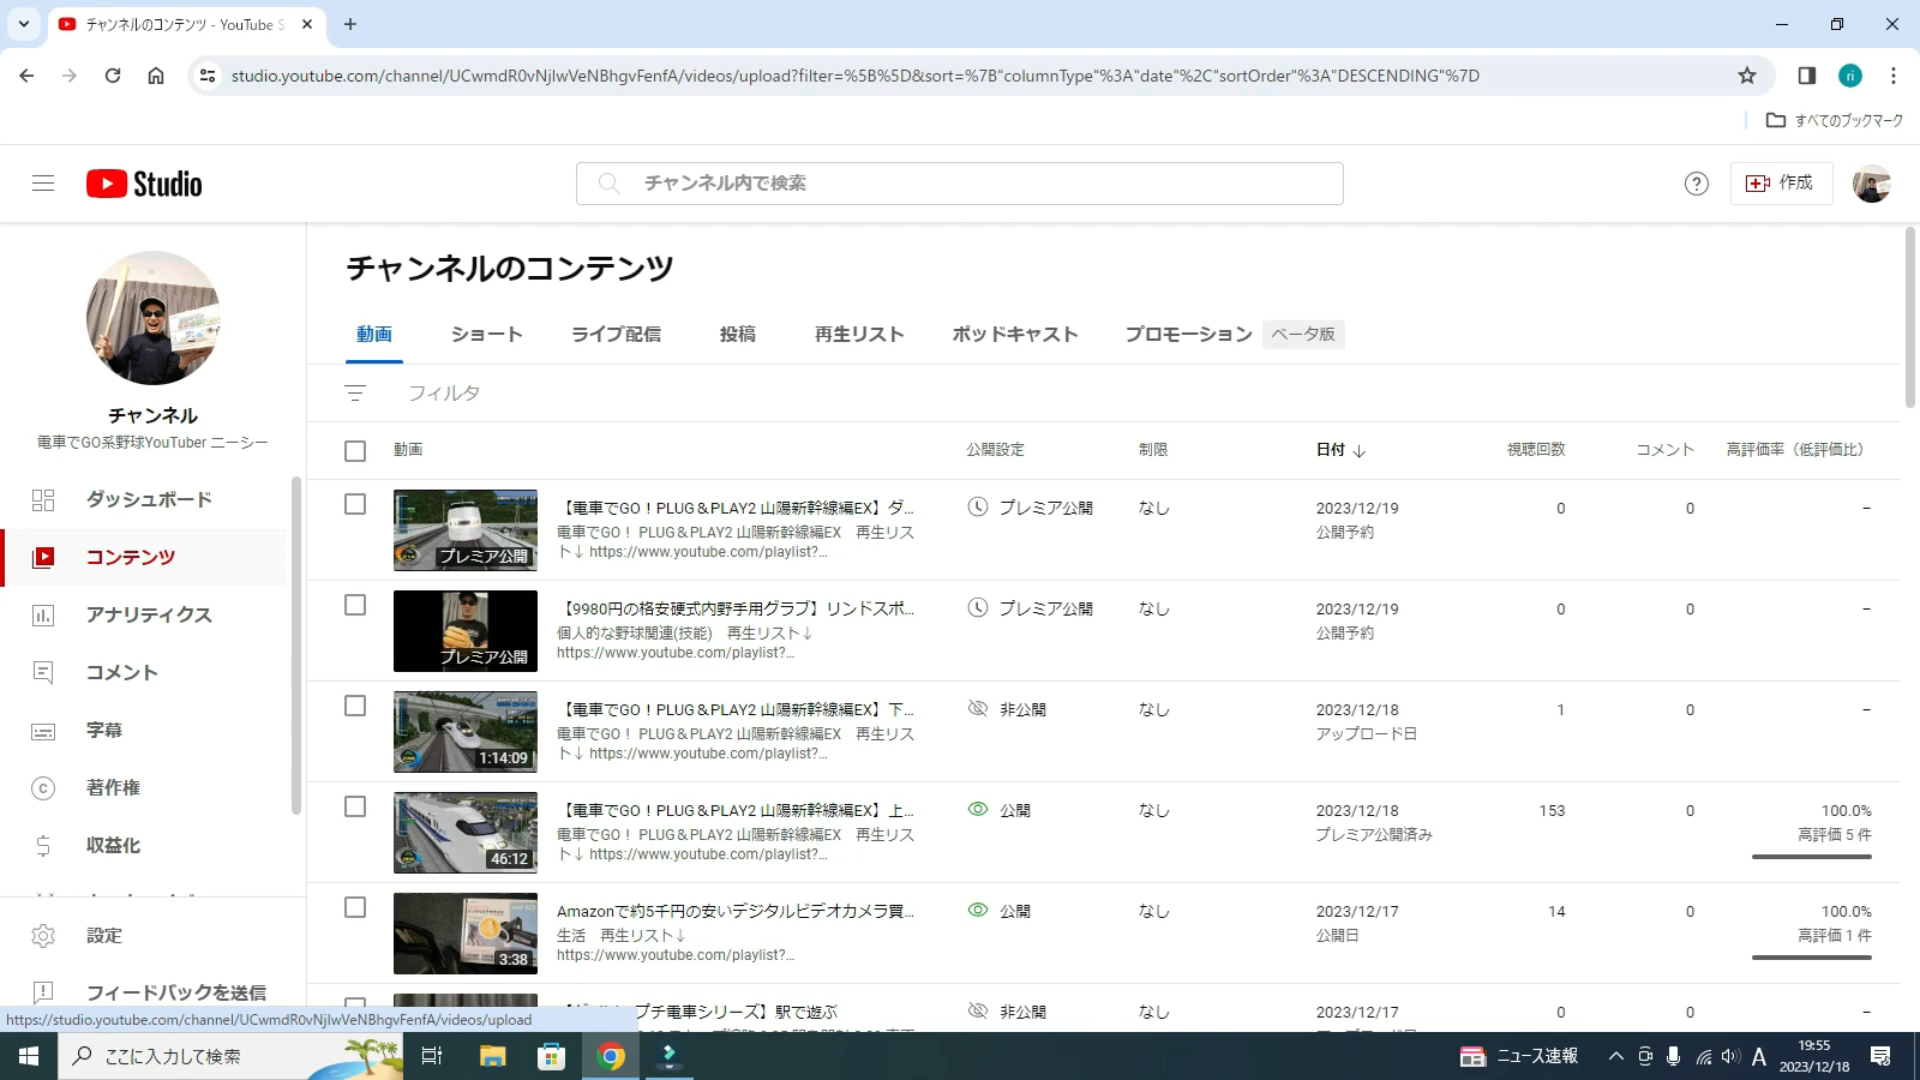 チャンネルのコンテンツ - YouTube S
studio.youtube.com/channel/UCwmdR0vNjlwVeNBhgvFenfA/videos/upload?filter=%5B%5D&sort=%7B"columnType"%3A"date"%2C"sortOrder"%3A"DESCENDING"%7D
ri
すべてのブックマーク
Studio
チャンネル内で検索
作成
チャンネルのコンテンツ
動画 ショート ライブ配信 投稿 再生リスト ポッドキャスト プロモーション ベータ版
フィルタ
チャンネル
電車でGO系野球YouTuber ニーシー
ダッシュボード
コンテンツ
アナリティクス
コメント
字幕
著作権
収益化
設定
フィードバックを送信
動画 公開設定 制限 日付 視聴回数 コメント 高評価率（低評価比）
【電車でGO！PLUG＆PLAY2 山陽新幹線編EX】ダ... プレミア公開 なし 2023/12/19 0 0 –
電車でGO！ PLUG＆PLAY2 山陽新幹線編EX 再生リス 公開予約
ト↓ https://www.youtube.com/playlist?...
プレミア公開
【9980円の格安硬式内野手用グラブ】リンドスポ... プレミア公開 なし 2023/12/19 0 0 –
個人的な野球関連(技能) 再生リスト↓ 公開予約
https://www.youtube.com/playlist?...
プレミア公開
【電車でGO！PLUG＆PLAY2 山陽新幹線編EX】下... 非公開 なし 2023/12/18 1 0 –
電車でGO！ PLUG＆PLAY2 山陽新幹線編EX 再生リス アップロード日
ト↓ https://www.youtube.com/playlist?...
1:14:09
【電車でGO！PLUG＆PLAY2 山陽新幹線編EX】上... 公開 なし 2023/12/18 153 0 100.0%
電車でGO！ PLUG＆PLAY2 山陽新幹線編EX 再生リス プレミア公開済み 高評価 5 件
ト↓ https://www.youtube.com/playlist?...
46:12
Amazonで約5千円の安いデジタルビデオカメラ買... 公開 なし 2023/12/17 14 0 100.0%
生活 再生リスト↓ 公開日 高評価 1 件
https://www.youtube.com/playlist?...
3:38
プチ電車シリーズ】駅で遊ぶ 非公開 なし 2023/12/17 0 0 –
https://studio.youtube.com/channel/UCwmdR0vNjlwVeNBhgvFenfA/videos/upload
ここに入力して検索
ニュース速報
A
19:55
2023/12/18